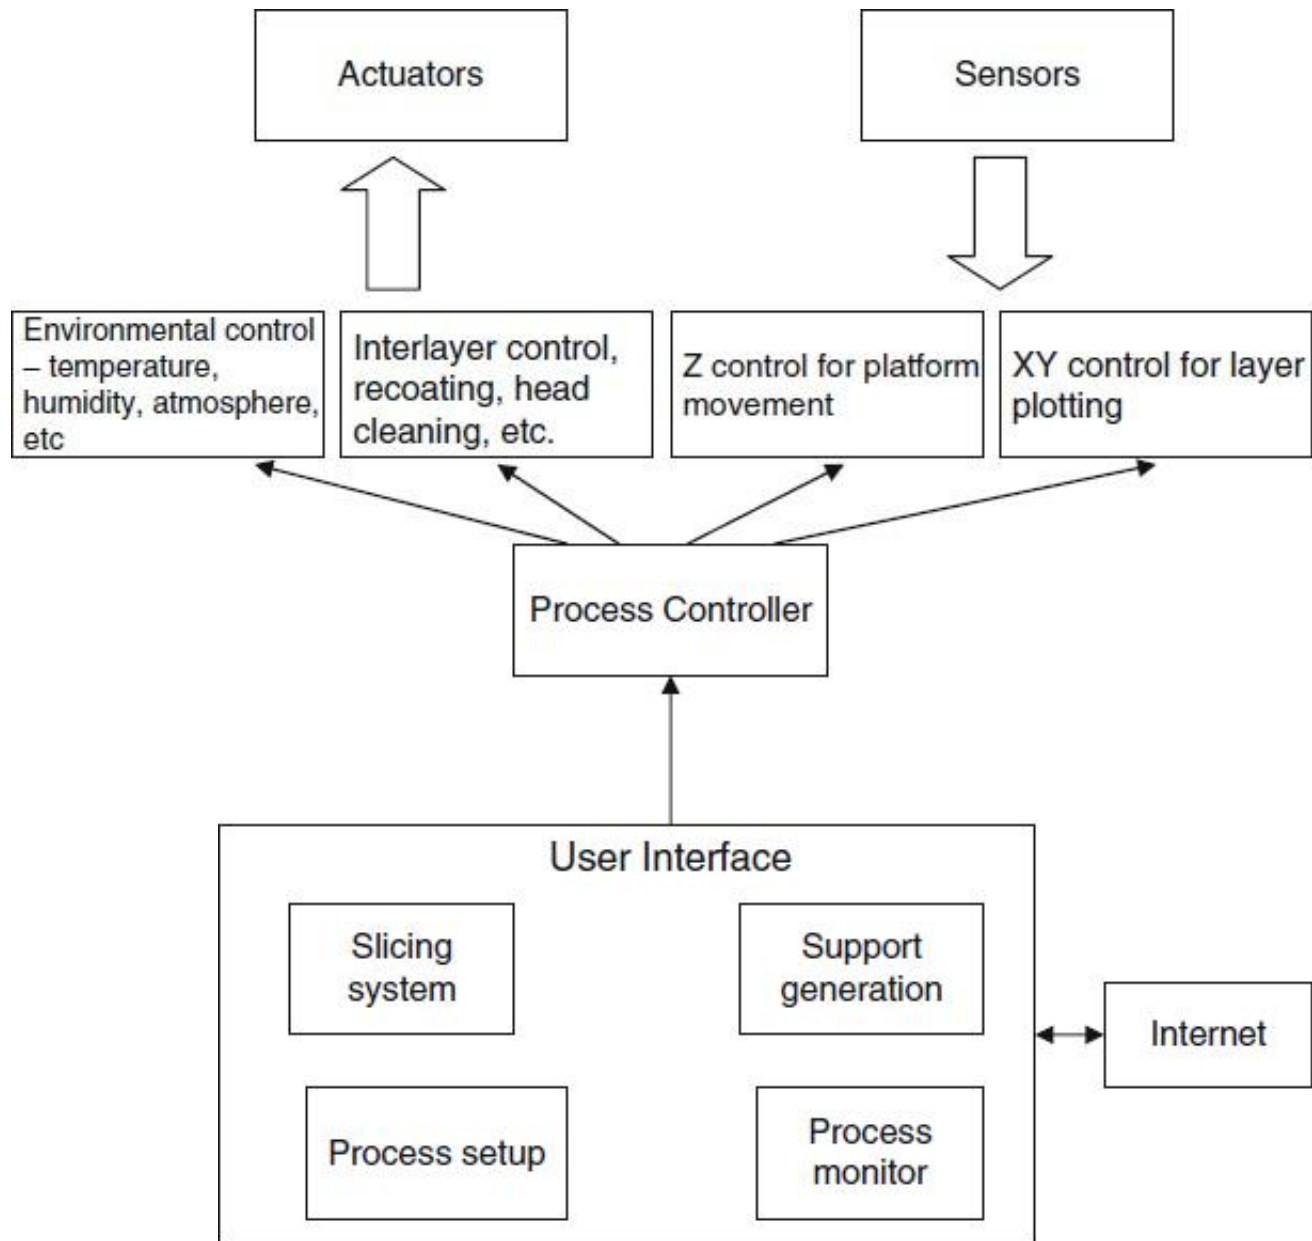 Actuators
Sensors
Environmental control
– temperature,
humidity, atmosphere,
etc
Interlayer control,
recoating, head
cleaning, etc.
Z control for platform
movement
XY control for layer
plotting
Process Controller
User Interface
Slicing
system
Support
generation
Internet
Process setup
Process
monitor